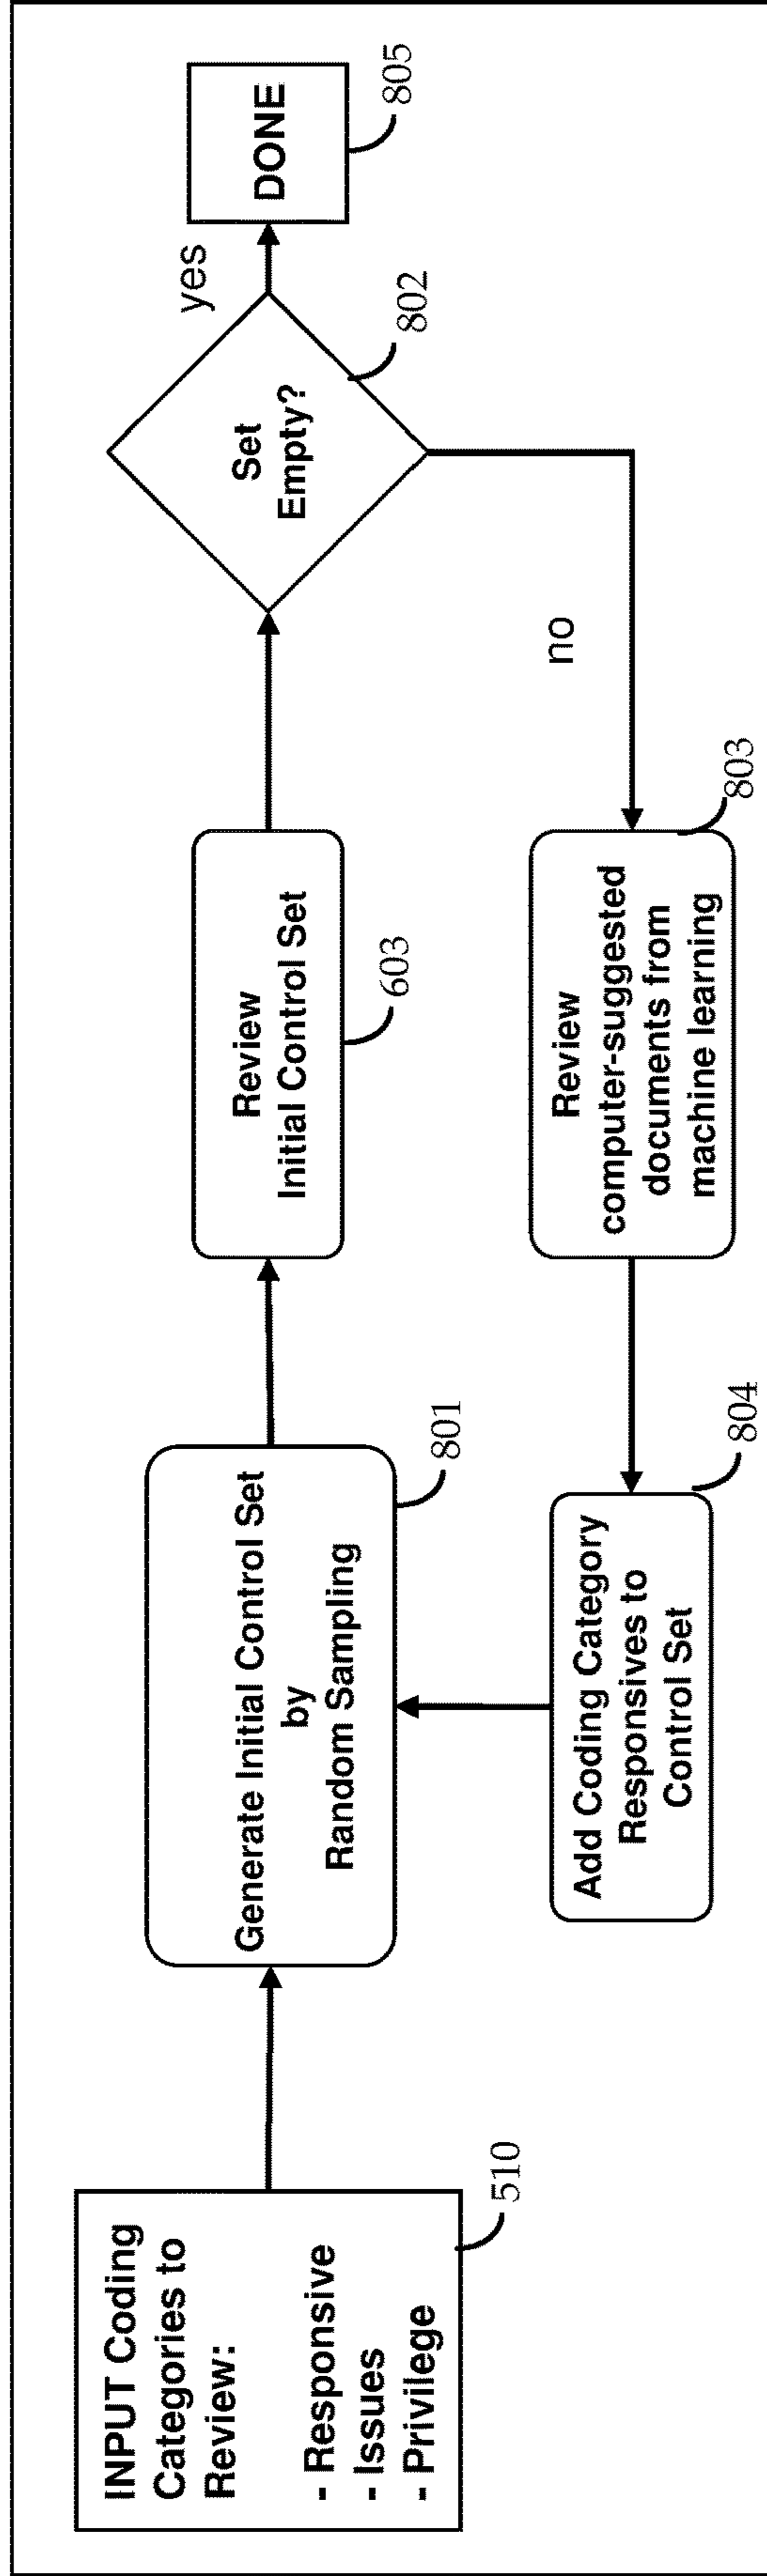 INPUT Coding
Categories to
Review:
- Responsive
- Issues
- Privilege
510
Generate Initial Control Set
by
Random Sampling
801
Review
Initial Control Set
603
Set
Empty?
802
yes
DONE
805
no
Review
computer-suggested
documents from
machine learning
803
Add Coding Category
Responsives to
Control Set
804